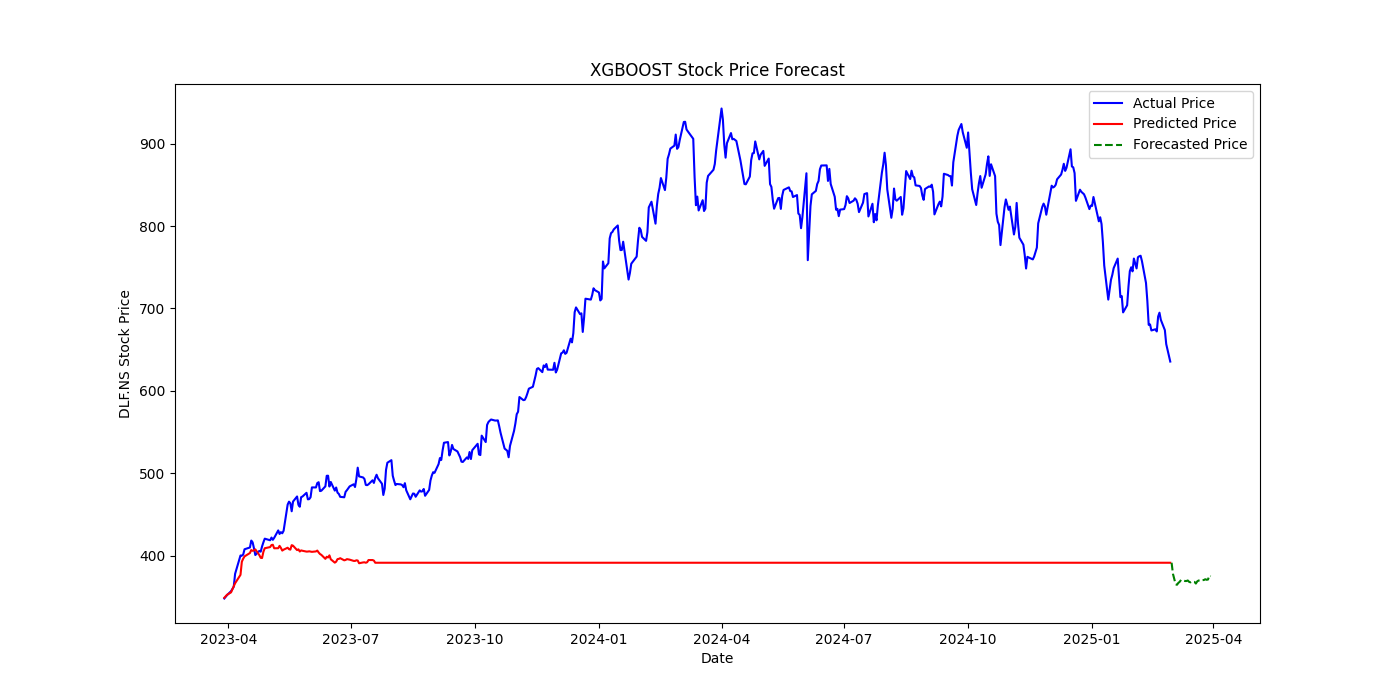 XGBOOST Stock Price Forecast
Actual Price
Predicted Price
Forecasted Price
DLF.NS Stock Price
900
800
700
600
500
400
2023-04 2023-07 2023-10 2024-01 2024-04 2024-07 2024-10 2025-01 2025-04
Date